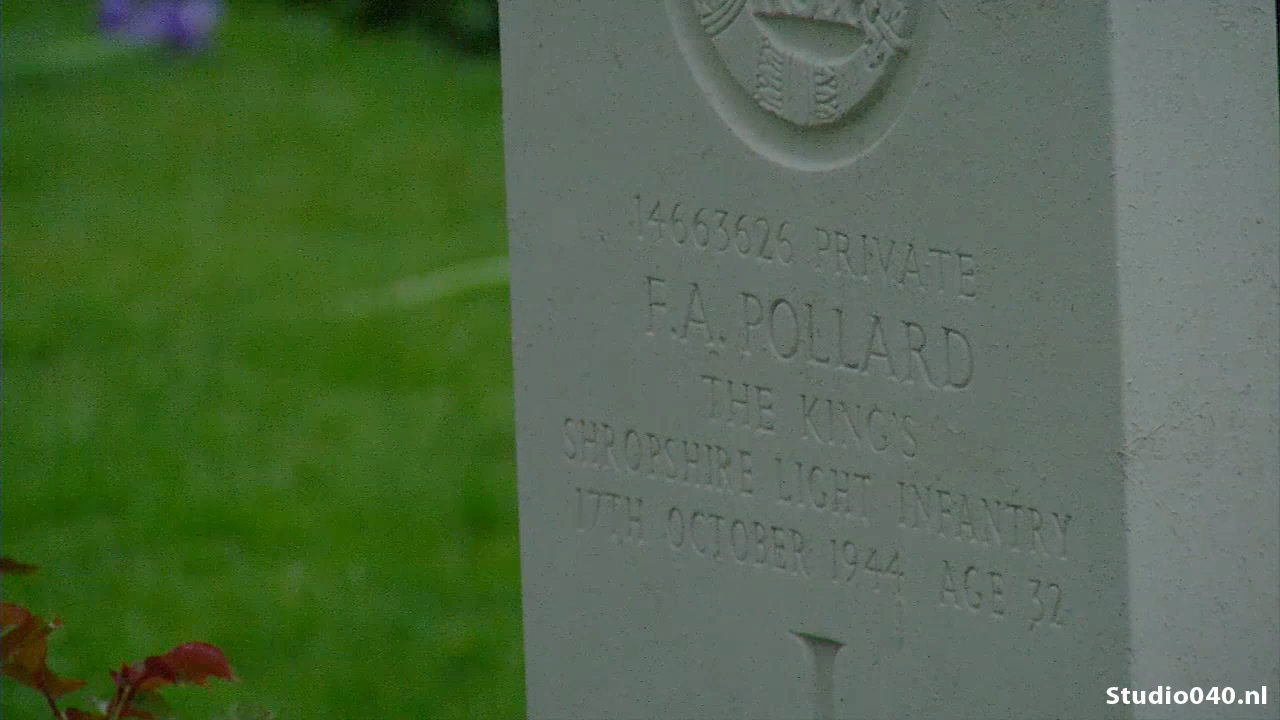 14663626 PRIVATE
F.A. POLLARD
THE KING'S
SHROPSHIRE LIGHT INFANTRY
17TH OCTOBER 1944 AGE 32
Studio040.nl